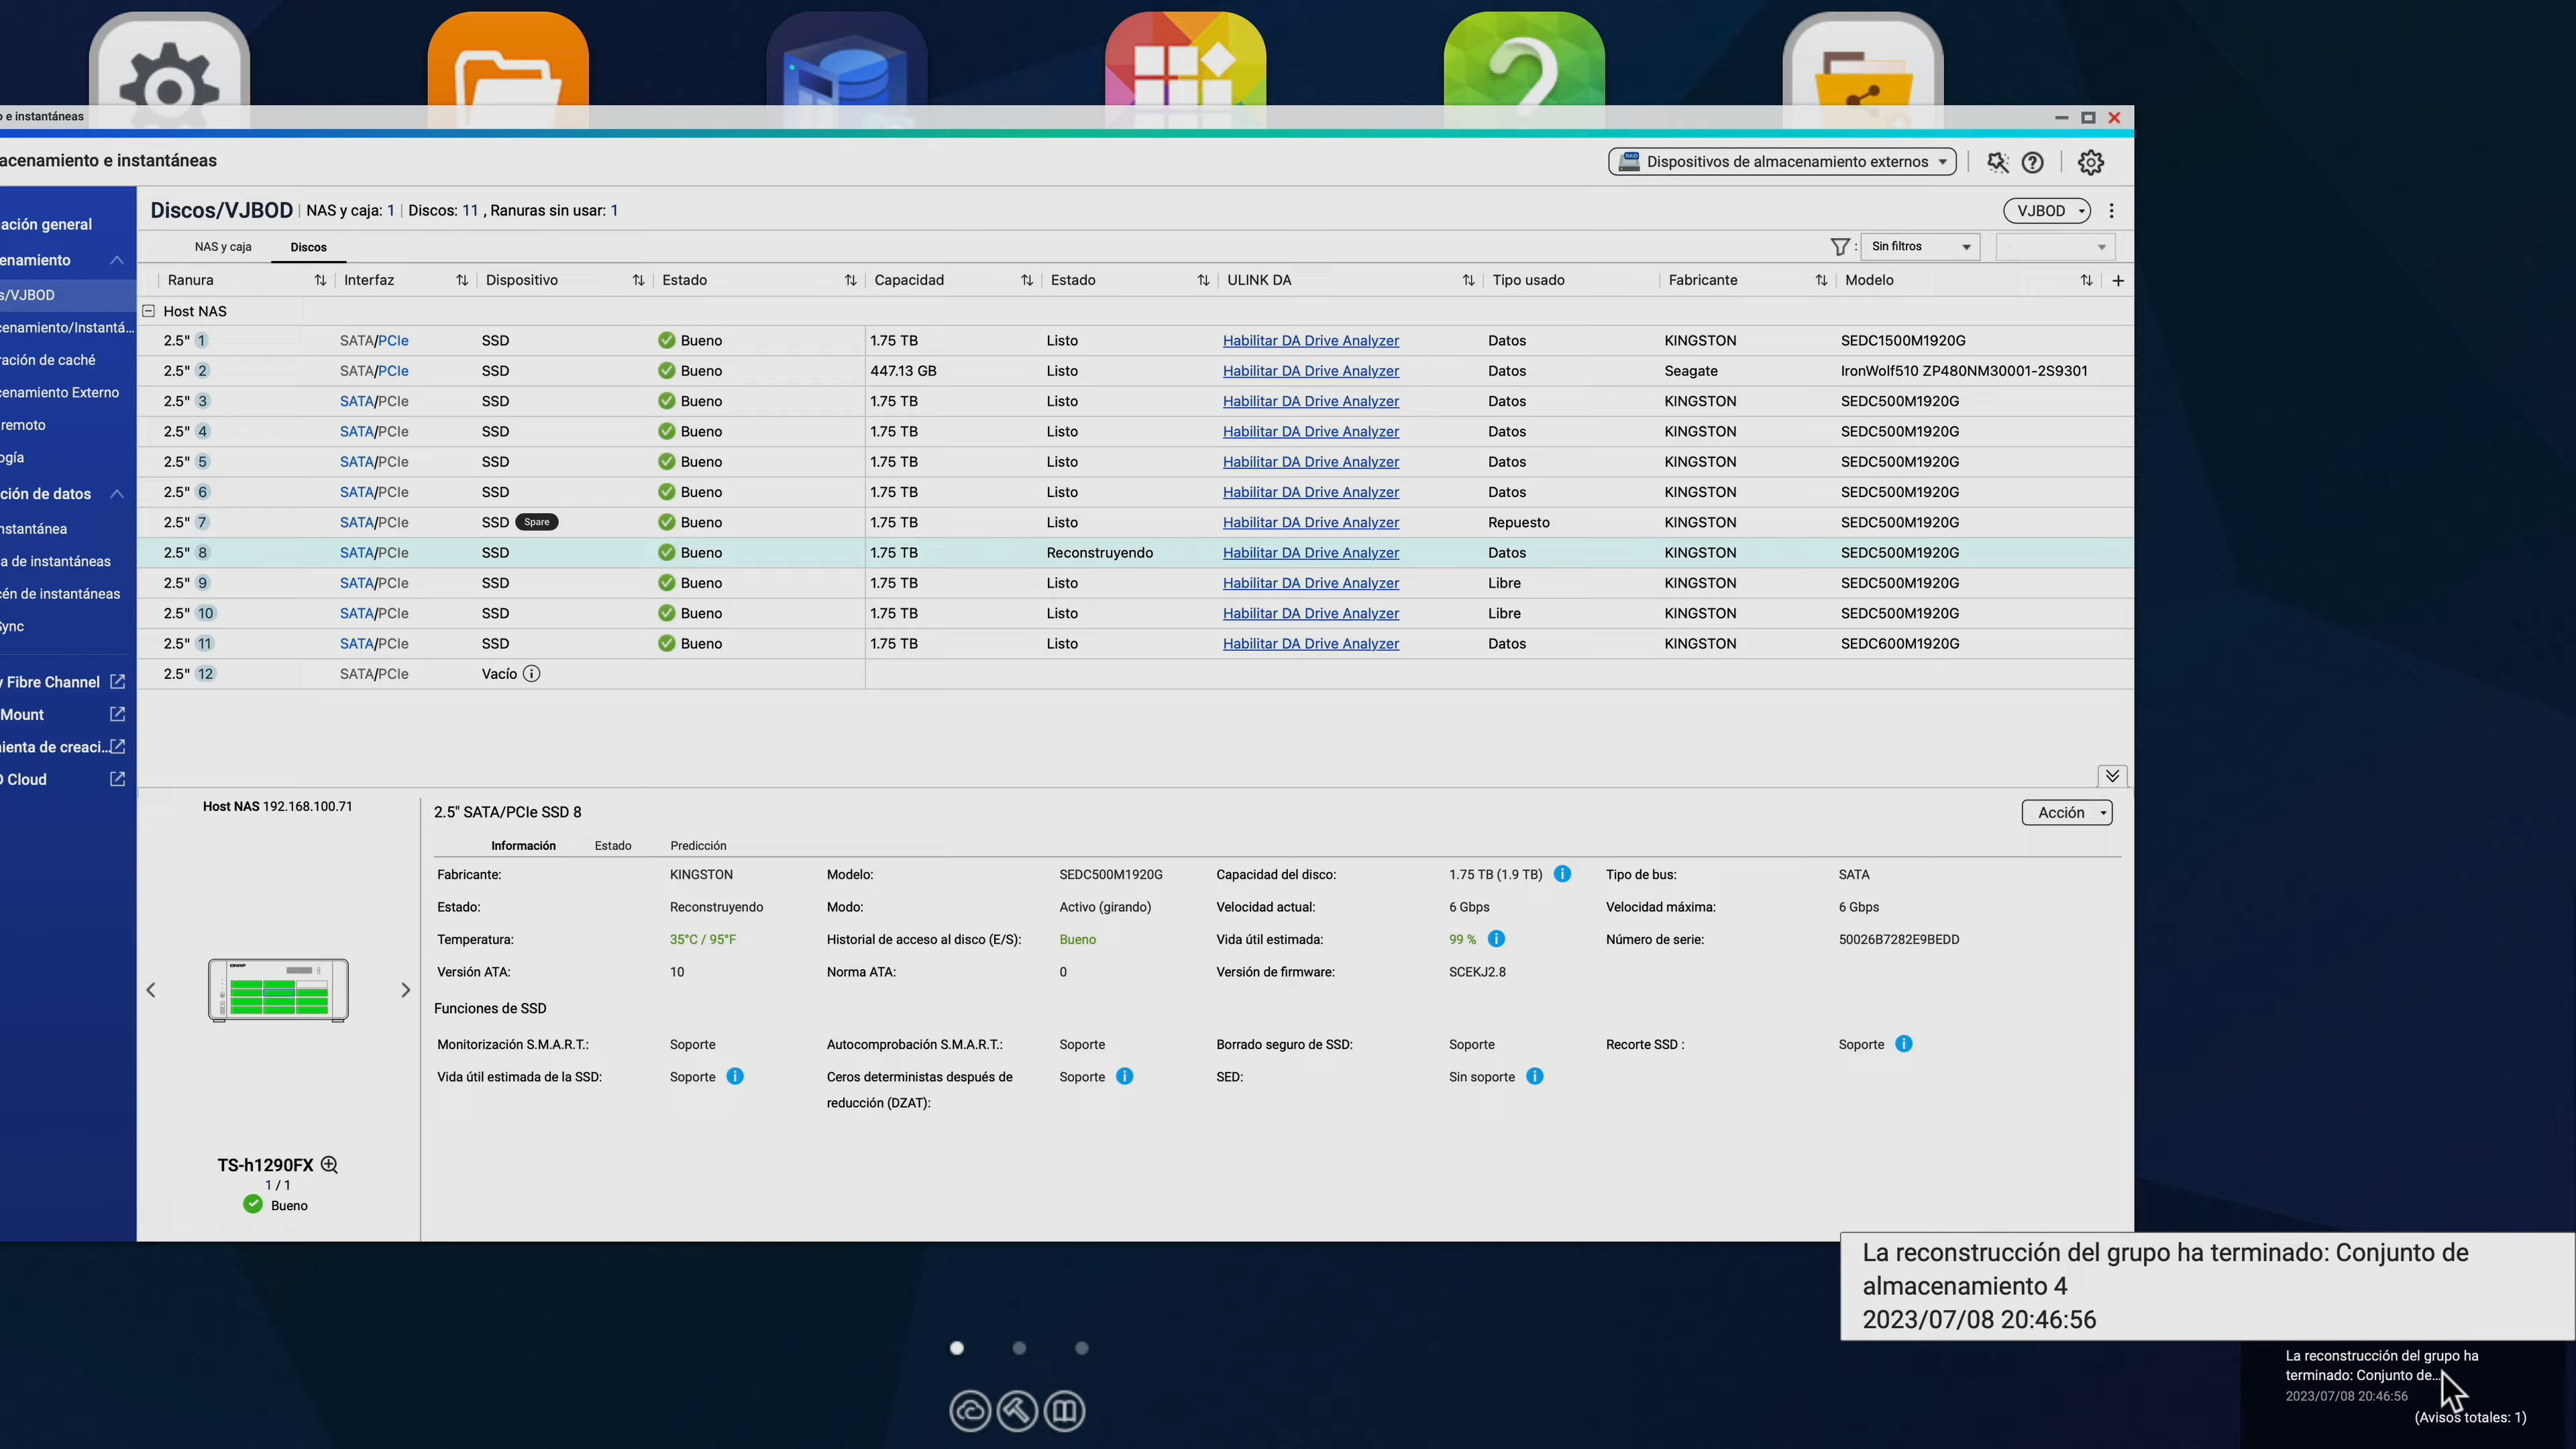 o e instantáneas
acenamiento e instantáneas
Dispositivos de almacenamiento externos
ación general
enamiento
s/VJBOD
cenamiento/Instantá...
ración de caché
cenamiento Externo
remoto
ogía
ción de datos
nstantánea
a de instantáneas
cén de instantáneas
Sync
y Fibre Channel
Mount
ienta de creaci...
O Cloud
Discos/VJBOD NAS y caja: 1 | Discos: 11 , Ranuras sin usar: 1
VJBOD
NAS y caja Discos
: Sin filtros -
Ranura Interfaz Dispositivo Estado Capacidad Estado ULINK DA Tipo usado Fabricante Modelo
Host NAS
2.5" 1 SATA/PCIe SSD Bueno 1.75 TB Listo Habilitar DA Drive Analyzer Datos KINGSTON SEDC1500M1920G
2.5" 2 SATA/PCIe SSD Bueno 447.13 GB Listo Habilitar DA Drive Analyzer Datos Seagate IronWolf510 ZP480NM30001-2S9301
2.5" 3 SATA/PCIe SSD Bueno 1.75 TB Listo Habilitar DA Drive Analyzer Datos KINGSTON SEDC500M1920G
2.5" 4 SATA/PCIe SSD Bueno 1.75 TB Listo Habilitar DA Drive Analyzer Datos KINGSTON SEDC500M1920G
2.5" 5 SATA/PCIe SSD Bueno 1.75 TB Listo Habilitar DA Drive Analyzer Datos KINGSTON SEDC500M1920G
2.5" 6 SATA/PCIe SSD Bueno 1.75 TB Listo Habilitar DA Drive Analyzer Datos KINGSTON SEDC500M1920G
2.5" 7 SATA/PCIe SSD Spare Bueno 1.75 TB Listo Habilitar DA Drive Analyzer Repuesto KINGSTON SEDC500M1920G
2.5" 8 SATA/PCIe SSD Bueno 1.75 TB Reconstruyendo Habilitar DA Drive Analyzer Datos KINGSTON SEDC500M1920G
2.5" 9 SATA/PCIe SSD Bueno 1.75 TB Listo Habilitar DA Drive Analyzer Libre KINGSTON SEDC500M1920G
2.5" 10 SATA/PCIe SSD Bueno 1.75 TB Listo Habilitar DA Drive Analyzer Libre KINGSTON SEDC500M1920G
2.5" 11 SATA/PCIe SSD Bueno 1.75 TB Listo Habilitar DA Drive Analyzer Datos KINGSTON SEDC600M1920G
2.5" 12 SATA/PCIe Vacío
Host NAS 192.168.100.71
QNAP
TS-h1290FX
1 / 1
Bueno
2.5" SATA/PCIe SSD 8
Acción
Información Estado Predicción
Fabricante: KINGSTON Modelo: SEDC500M1920G Capacidad del disco: 1.75 TB (1.9 TB) Tipo de bus: SATA
Estado: Reconstruyendo Modo: Activo (girando) Velocidad actual: 6 Gbps Velocidad máxima: 6 Gbps
Temperatura: 35°C / 95°F Historial de acceso al disco (E/S): Bueno Vida útil estimada: 99 % Número de serie: 50026B7282E9BEDD
Versión ATA: 10 Norma ATA: 0 Versión de firmware: SCEKJ2.8
Funciones de SSD
Monitorización S.M.A.R.T.: Soporte Autocomprobación S.M.A.R.T.: Soporte Borrado seguro de SSD: Soporte Recorte SSD : Soporte
Vida útil estimada de la SSD: Soporte Ceros deterministas después de Soporte SED: Sin soporte
reducción (DZAT):
La reconstrucción del grupo ha terminado: Conjunto de
almacenamiento 4
2023/07/08 20:46:56
La reconstrucción del grupo ha
terminado: Conjunto de...
2023/07/08 20:46:56
(Avisos totales: 1)